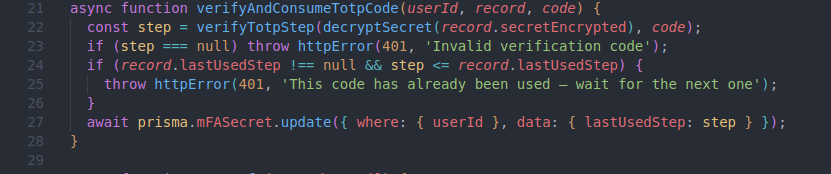 21 async function verifyAndConsumeTotpCode(userId, record, code) {
22   const step = verifyTotpStep(decryptSecret(record.secretEncrypted), code);
23   if (step === null) throw httpError(401, 'Invalid verification code');
24   if (record.lastUsedStep !== null && step <= record.lastUsedStep) {
25     throw httpError(401, 'This code has already been used — wait for the next one');
26   }
27   await prisma.mFASecret.update({ where: { userId }, data: { lastUsedStep: step } });
28 }
29